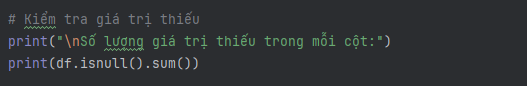 # Kiểm tra giá trị thiếu
print("\nSố lượng giá trị thiếu trong mỗi cột:")
print(df.isnull().sum())